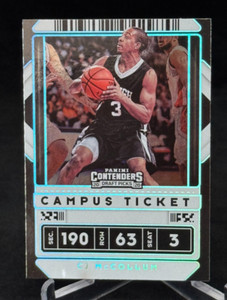 3
PANINI
CONTENDERS
DRAFT PICKS
CAMPUS TICKET
SEC. 190 ROW 63 SEAT 3